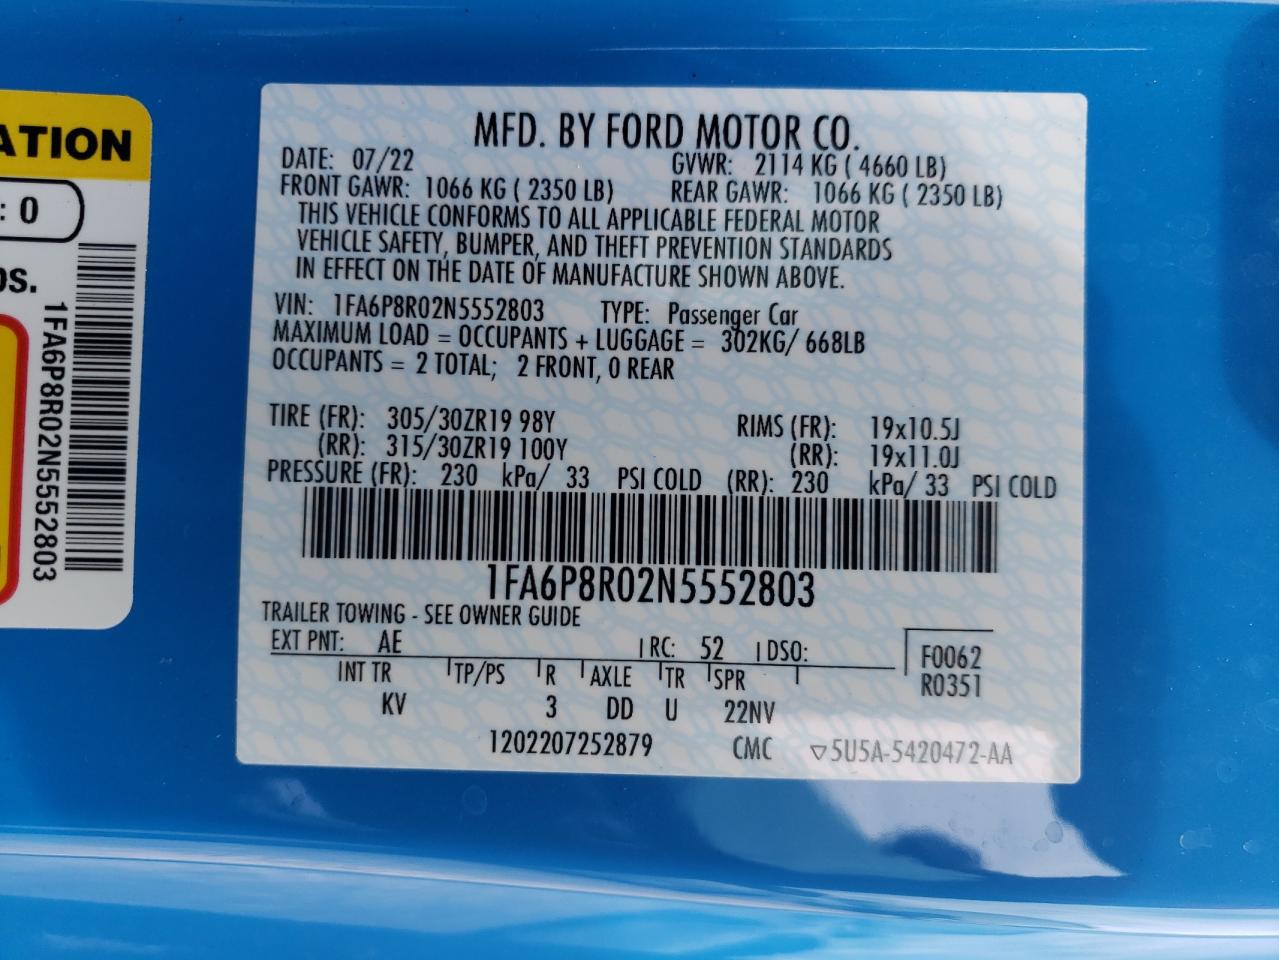 ATION
: 0
OS.
1FA6P8R02N5552803
MFD. BY FORD MOTOR CO.
DATE: 07/22 GVWR: 2114 KG ( 4660 LB)
FRONT GAWR: 1066 KG ( 2350 LB) REAR GAWR: 1066 KG ( 2350 LB)
THIS VEHICLE CONFORMS TO ALL APPLICABLE FEDERAL MOTOR
VEHICLE SAFETY, BUMPER, AND THEFT PREVENTION STANDARDS
IN EFFECT ON THE DATE OF MANUFACTURE SHOWN ABOVE.
VIN: 1FA6P8R02N5552803 TYPE: Passenger Car
MAXIMUM LOAD = OCCUPANTS + LUGGAGE = 302KG/ 668LB
OCCUPANTS = 2 TOTAL; 2 FRONT, 0 REAR
TIRE (FR): 305/30ZR19 98Y RIMS (FR): 19x10.5J
(RR): 315/30ZR19 100Y (RR): 19x11.0J
PRESSURE (FR): 230 kPa/ 33 PSI COLD (RR): 230 kPa/ 33 PSI COLD
1FA6P8R02N5552803
TRAILER TOWING - SEE OWNER GUIDE
EXT PNT: AE RC: 52 DSO: F0062
INT TR TP/PS R AXLE TR SPR R0351
KV 3 DD U 22NV
1202207252879 CMC ▽5U5A-5420472-AA